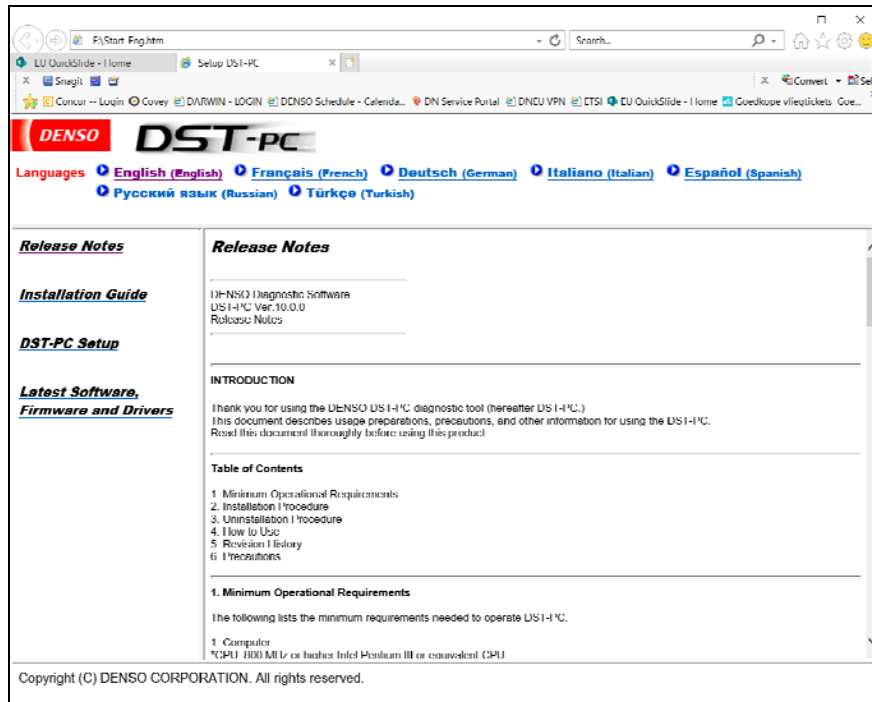 F:\Start Eng.htm
Search...
EU QuickSlide - Home
Setup DST-PC
Snagit
Convert
Concur -- Login Covey DARWIN - LOGIN DENSO Schedule - Calenda... DN Service Portal DNEU VPN ETSI EU QuickSlide - Home Goedkope vliegtickets Goe...
DENSO DST-PC
Languages English (English) Français (French) Deutsch (German) Italiano (Italian) Español (Spanish)
Русский язык (Russian) Türkçe (Turkish)
Release Notes
Installation Guide
DST-PC Setup
Latest Software,
Firmware and Drivers
Release Notes
DENSO Diagnostic Software
DST-PC Ver.10.0.0
Release Notes
INTRODUCTION
Thank you for using the DENSO DST-PC diagnostic tool (hereafter DST-PC.)
This document describes usage preparations, precautions, and other information for using the DST-PC.
Read this document thoroughly before using this product
Table of Contents
1 Minimum Operational Requirements
2. Installation Procedure
3. Uninstallation Procedure
4. How to Use
5 Revision History
6 Precautions
1. Minimum Operational Requirements
The following lists the minimum requirements needed to operate DST-PC.
1 Computer
*CPU 800 MHz or higher Intel Pentium III or equivalent CPU
Copyright (C) DENSO CORPORATION. All rights reserved.